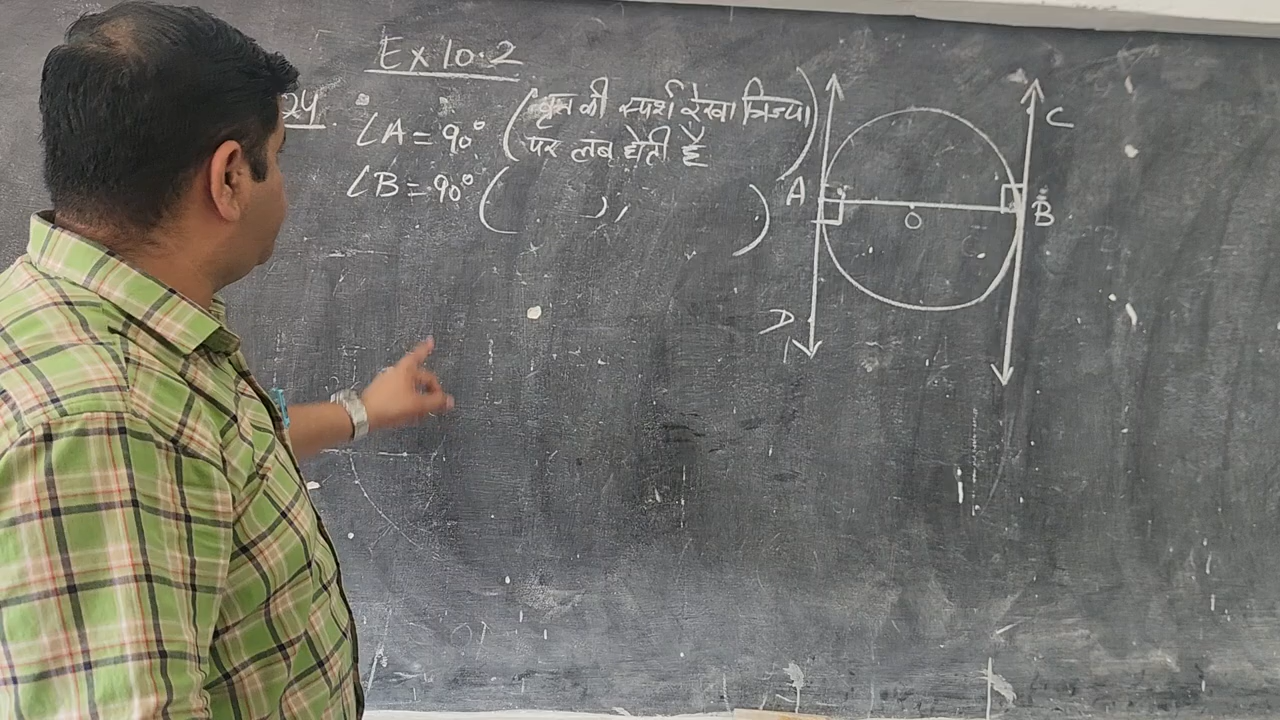 Ex 10.2
24
∠A = 90° (वृत्त की स्पर्श रेखा त्रिज्या
पर लंब होती है)
∠B = 90° ( ,, )
A
O
B
C
D